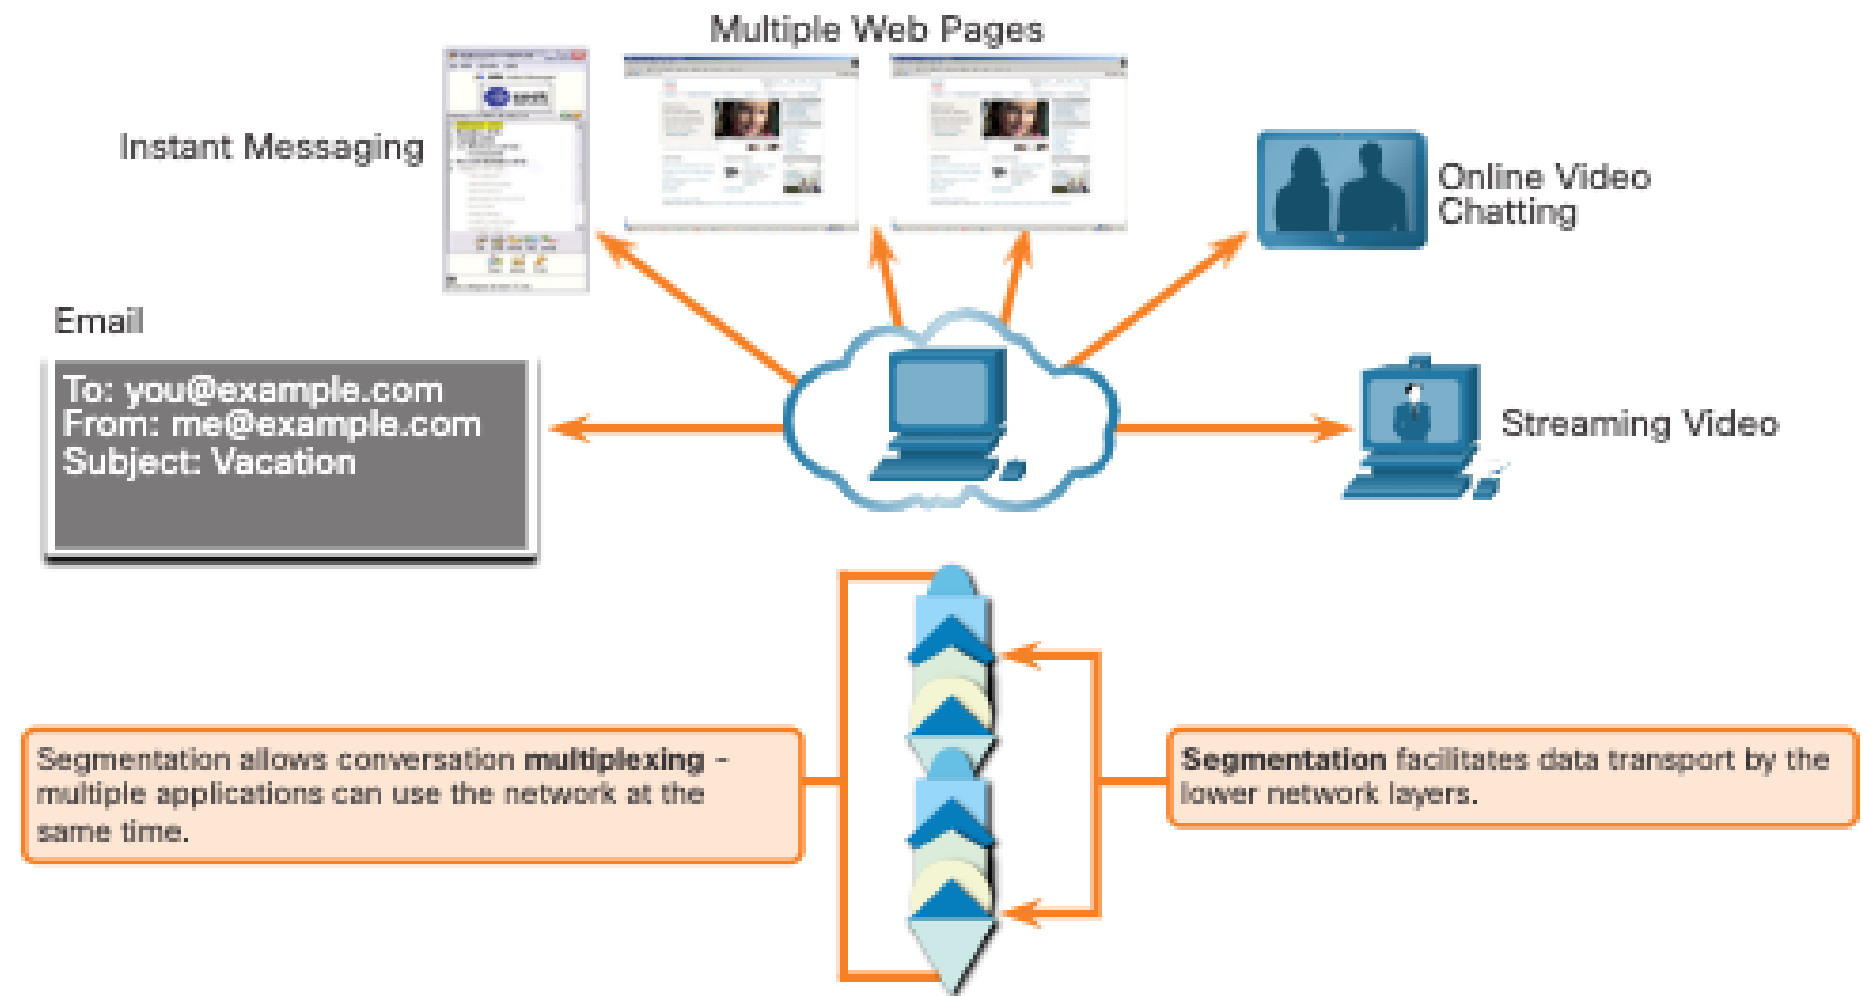 Multiple Web Pages
Instant Messaging
Online Video
Chatting
Email
To: you@example.com
From: me@example.com
Subject: Vacation
Streaming Video
Segmentation allows conversation multiplexing –
multiple applications can use the network at the
same time.
Segmentation facilitates data transport by the
lower network layers.